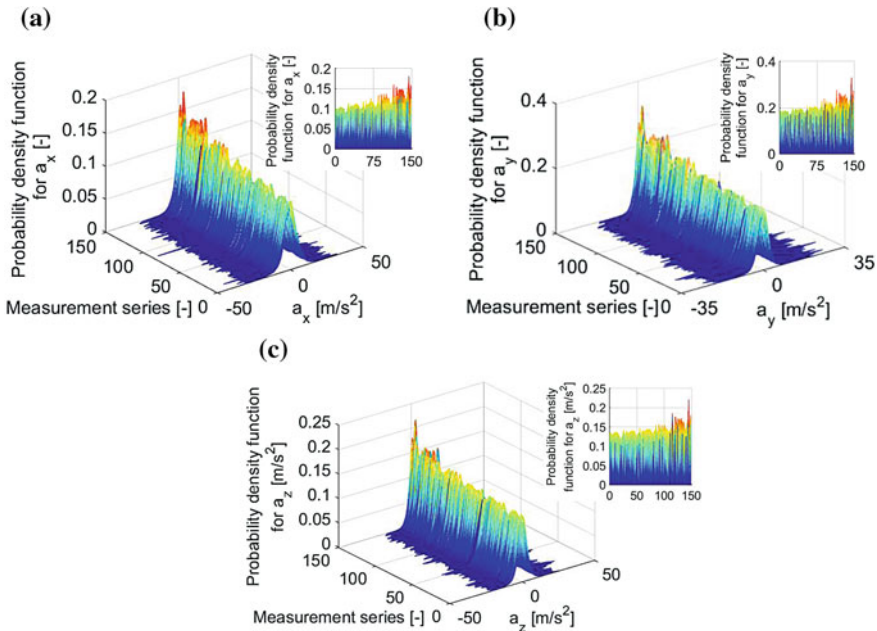 (a)
Probability density function
for a_x [-]
0.2
0.15
0.1
0.05
0
150
100
50
0
Measurement series [-]
-50
0
50
a_x [m/s²]
Probability density
function for a_x [-]
0.2
0.15
0.1
0.05
0
0 75 150
(b)
Probability density function
for a_y [-]
0.4
0.2
0
150
100
50
0
Measurement series [-]
-35
0
35
a_y [m/s²]
Probability density
function for a_y [-]
0.4
0.2
0
0 75 150
(c)
Probability density function
for a_z [m/s²]
0.25
0.2
0.15
0.1
0.05
0
150
100
50
0
Measurement series [-]
-50
0
50
a_z [m/s²]
Probability density
function for a_z [m/s²]
0.25
0.2
0.15
0.1
0.05
0
0 50 100 150